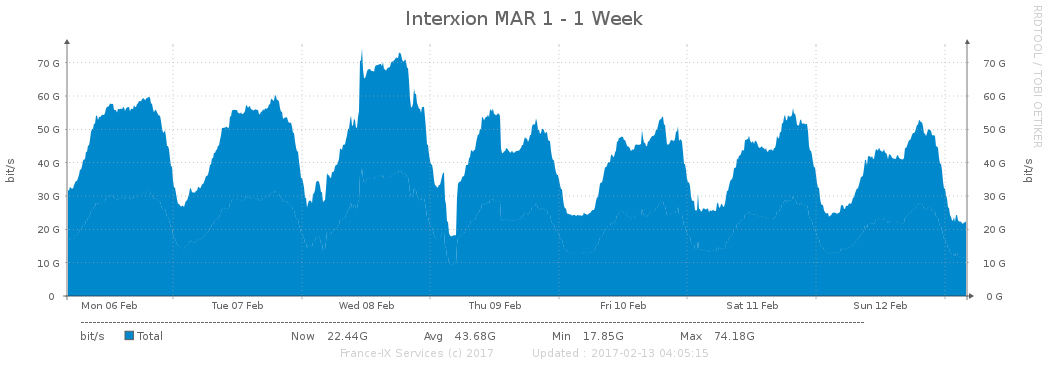 Interxion MAR 1 - 1 Week
RRDTOOL / TOBI OETIKER
bit/s
bit/s
70 G 70 G
60 G 60 G
50 G 50 G
40 G 40 G
30 G 30 G
20 G 20 G
10 G 10 G
0 0 G
Mon 06 Feb Tue 07 Feb Wed 08 Feb Thu 09 Feb Fri 10 Feb Sat 11 Feb Sun 12 Feb
bit/s Total Now 22.44G Avg 43.68G Min 17.85G Max 74.18G
France-IX Services (c) 2017 Updated : 2017-02-13 04:05:15